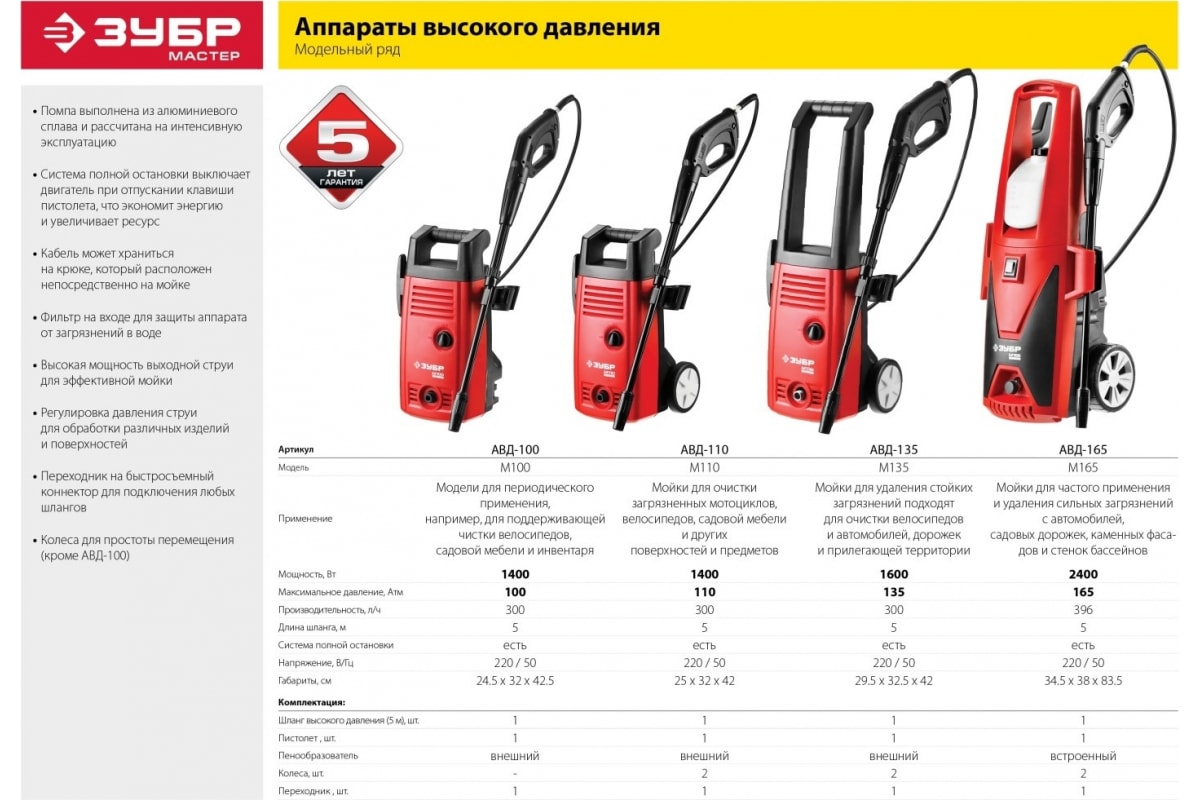 ЗУБР
МАСТЕР
Аппараты высокого давления
Модельный ряд
• Помпа выполнена из алюминиевого
сплава и рассчитана на интенсивную
эксплуатацию
• Система полной остановки выключает
двигатель при отпускании клавиши
пистолета, что экономит энергию
и увеличивает ресурс
• Кабель может храниться
на крюке, который расположен
непосредственно на мойке
• Фильтр на входе для защиты аппарата
от загрязнений в воде
• Высокая мощность выходной струи
для эффективной мойки
• Регулировка давления струи
для обработки различных изделий
и поверхностей
• Переходник на быстросъемный
коннектор для подключения любых
шлангов
• Колеса для простоты перемещения
(кроме АВД-100)
5
ЛЕТ
ГАРАНТИЯ
ЗУБР
ЗУБР
ЗУБР
Артикул АВД-100 АВД-110 АВД-135 АВД-165
Модель М100 М110 М135 М165
Применение
Модели для периодического
применения,
например, для поддерживающей
чистки велосипедов,
садовой мебели и инвентаря
Мойки для очистки
загрязненных мотоциклов,
велосипедов, садовой мебели
и других
поверхностей и предметов
Мойки для удаления стойких
загрязнений подходят
для очистки велосипедов
и автомобилей, дорожек
и прилегающей территории
Мойки для частого применения
и удаления сильных загрязнений
с автомобилей,
садовых дорожек, каменных фаса-
дов и стенок бассейнов
Мощность, Вт 1400 1400 1600 2400
Максимальное давление, Атм 100 110 135 165
Производительность, л/ч 300 300 300 396
Длина шланга, м 5 5 5 5
Система полной остановки есть есть есть есть
Напряжение, В/Гц 220 / 50 220 / 50 220 / 50 220 / 50
Габариты, см 24.5 x 32 x 42.5 25 x 32 x 42 29.5 x 32.5 x 42 34.5 x 38 x 83.5
Комплектация:
Шланг высокого давления (5 м), шт. 1 1 1 1
Пистолет , шт. 1 1 1 1
Пенообразователь внешний внешний внешний встроенный
Колеса, шт. - 2 2 2
Переходник , шт. 1 1 1 1